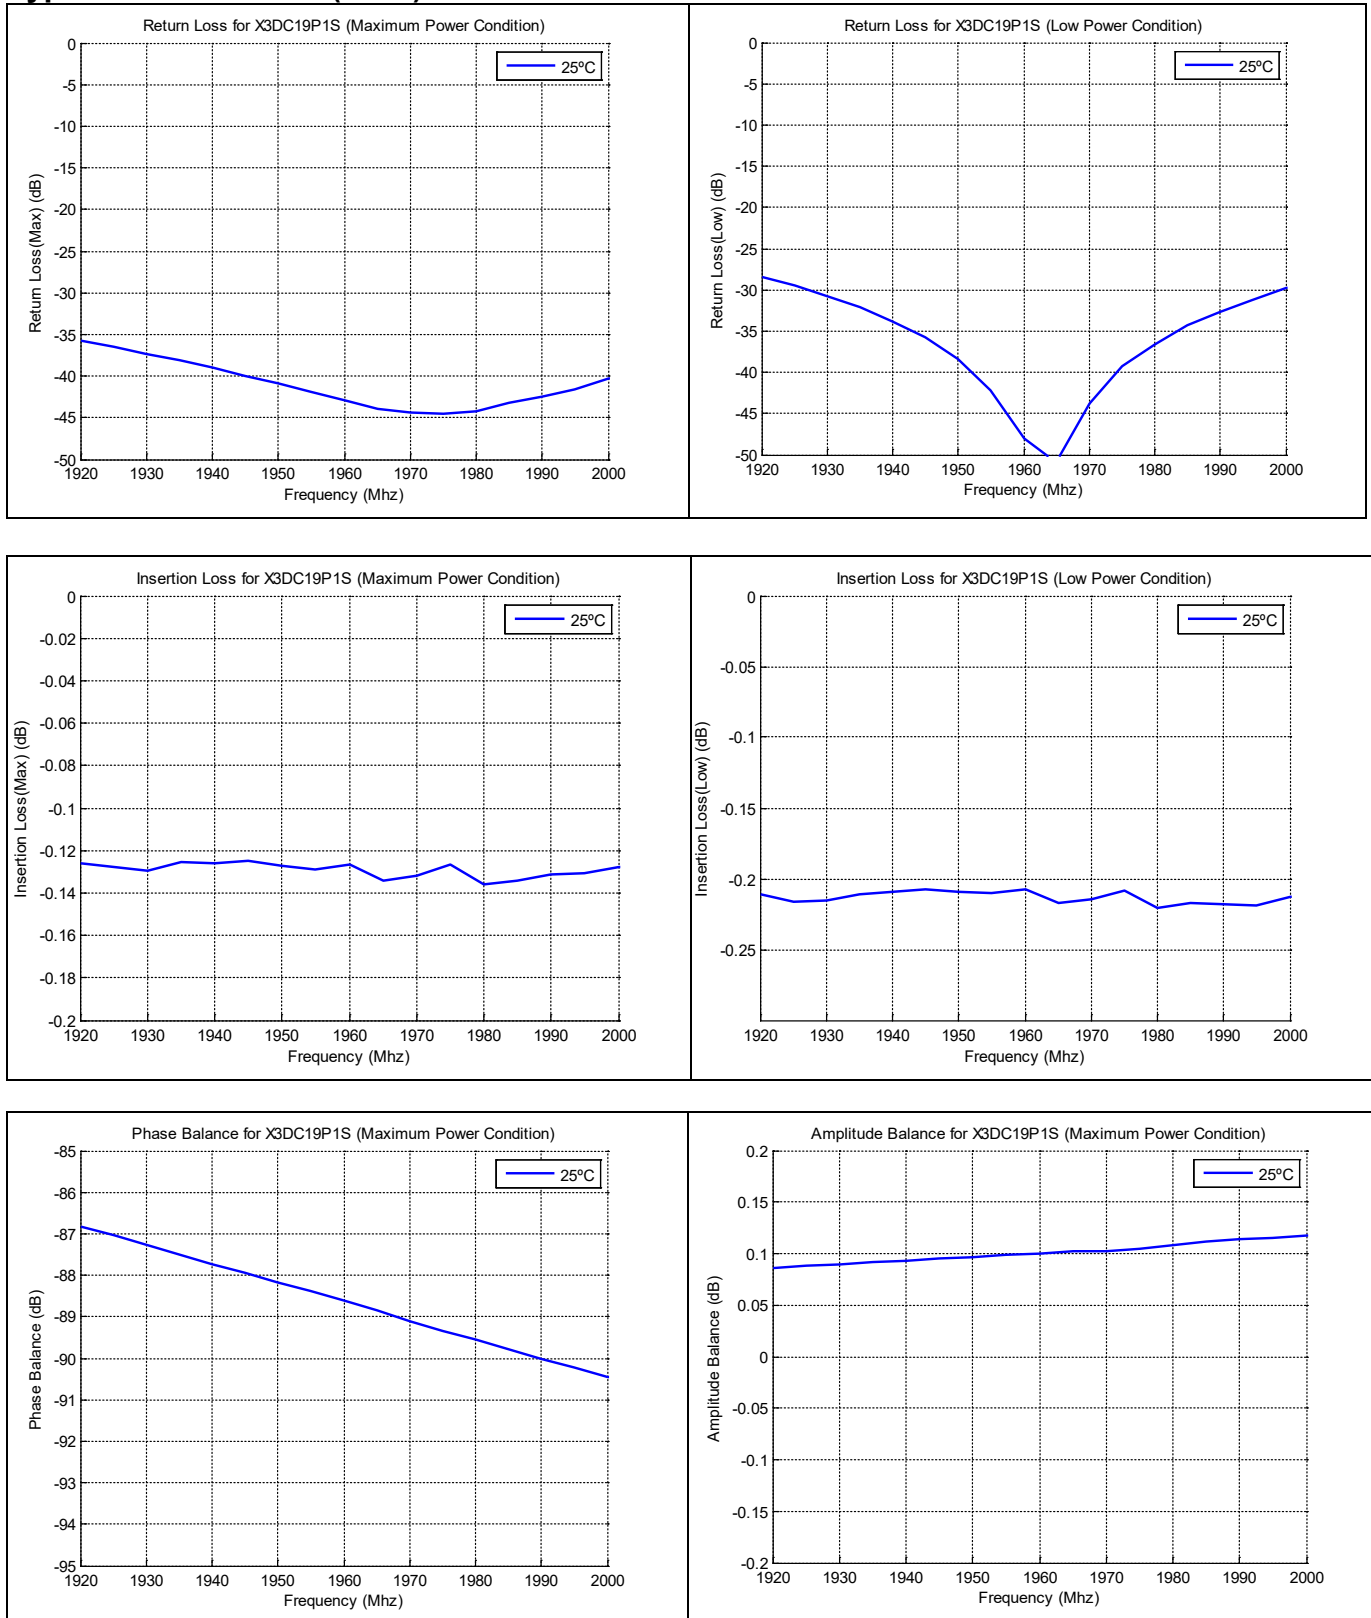 Return Loss for X3DC19P1S (Maximum Power Condition)
25ºC
0
-5
-10
-15
-20
-25
-30
-35
-40
-45
-50
Return Loss(Max) (dB)
1920 1930 1940 1950 1960 1970 1980 1990 2000
Frequency (Mhz)
Return Loss for X3DC19P1S (Low Power Condition)
25ºC
0
-5
-10
-15
-20
-25
-30
-35
-40
-45
-50
Return Loss(Low) (dB)
1920 1930 1940 1950 1960 1970 1980 1990 2000
Frequency (Mhz)
Insertion Loss for X3DC19P1S (Maximum Power Condition)
25ºC
0
-0.02
-0.04
-0.06
-0.08
-0.1
-0.12
-0.14
-0.16
-0.18
-0.2
Insertion Loss(Max) (dB)
1920 1930 1940 1950 1960 1970 1980 1990 2000
Frequency (Mhz)
Insertion Loss for X3DC19P1S (Low Power Condition)
25ºC
0
-0.05
-0.1
-0.15
-0.2
-0.25
Insertion Loss(Low) (dB)
1920 1930 1940 1950 1960 1970 1980 1990 2000
Frequency (Mhz)
Phase Balance for X3DC19P1S (Maximum Power Condition)
25ºC
-85
-86
-87
-88
-89
-90
-91
-92
-93
-94
-95
Phase Balance (dB)
1920 1930 1940 1950 1960 1970 1980 1990 2000
Frequency (Mhz)
Amplitude Balance for X3DC19P1S (Maximum Power Condition)
25ºC
0.2
0.15
0.1
0.05
0
-0.05
-0.1
-0.15
-0.2
Amplitude Balance (dB)
1920 1930 1940 1950 1960 1970 1980 1990 2000
Frequency (Mhz)